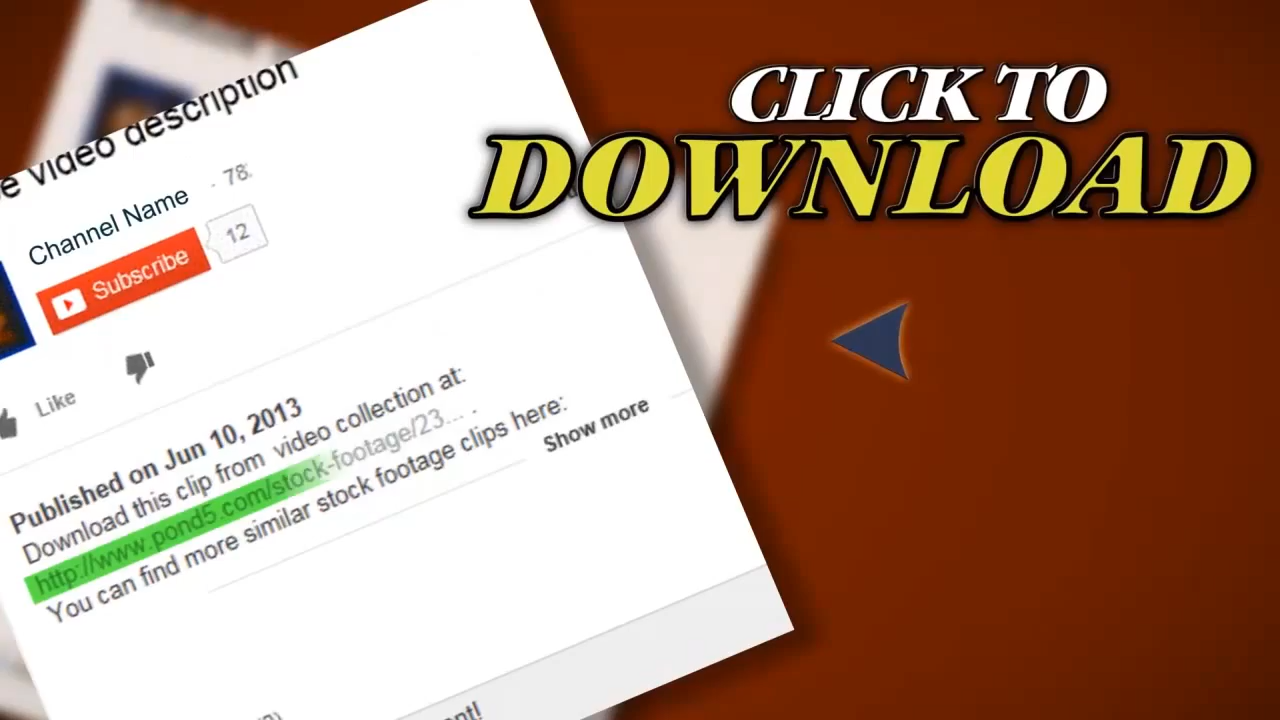 CLICK TO
DOWNLOAD
video description
Channel Name
78
Subscribe
12
Like
Published on Jun 10, 2013
Download this clip from video collection at:
http://www.pond5.com/stock-footage/23...
You can find more similar stock footage clips here:
Show more